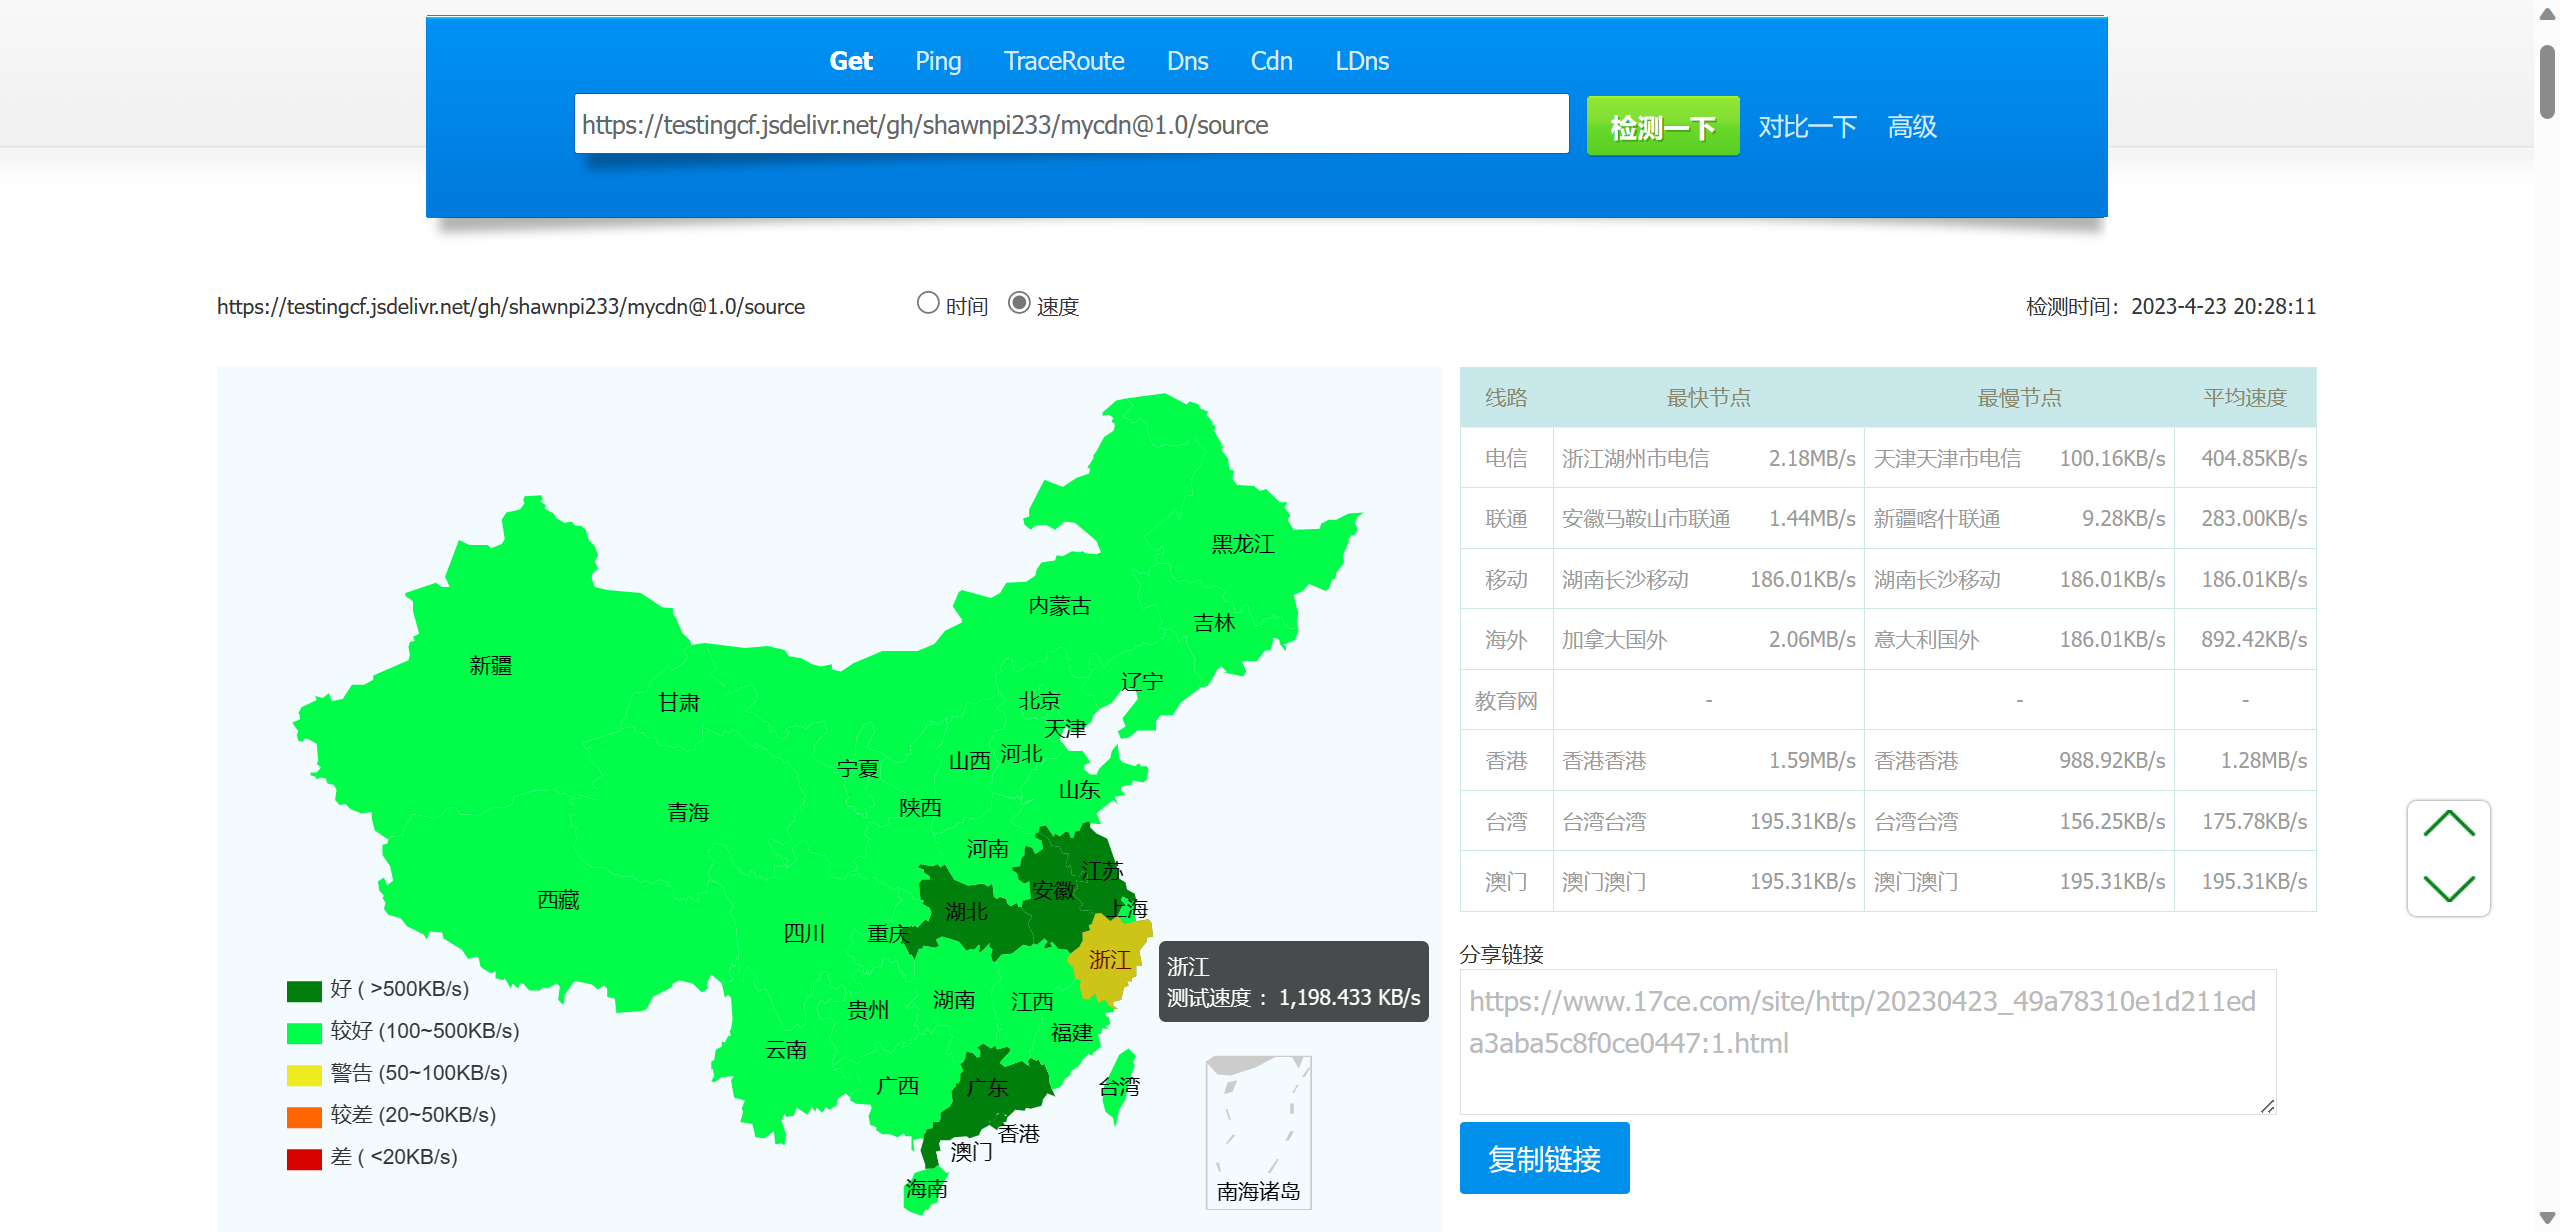 Get Ping TraceRoute Dns Cdn LDns
https://testingcf.jsdelivr.net/gh/shawnpi233/mycdn@1.0/source 检测一下 对比一下 高级
https://testingcf.jsdelivr.net/gh/shawnpi233/mycdn@1.0/source 时间 速度 检测时间：2023-4-23 20:28:11
黑龙江
内蒙古
吉林
新疆
辽宁
甘肃
北京
天津
河北
山西
宁夏
山东
陕西
青海
河南
江苏
安徽
西藏
上海
湖北
四川
重庆
浙江
浙江
测试速度 ：1,198.433 KB/s
湖南
江西
贵州
福建
云南
广西
广东
台湾
香港
澳门
海南
南海诸岛
好 ( >500KB/s)
较好 (100~500KB/s)
警告 (50~100KB/s)
较差 (20~50KB/s)
差 ( <20KB/s)
线路 最快节点 最慢节点 平均速度
电信 浙江湖州市电信 2.18MB/s 天津天津市电信 100.16KB/s 404.85KB/s
联通 安徽马鞍山市联通 1.44MB/s 新疆喀什联通 9.28KB/s 283.00KB/s
移动 湖南长沙移动 186.01KB/s 湖南长沙移动 186.01KB/s 186.01KB/s
海外 加拿大国外 2.06MB/s 意大利国外 186.01KB/s 892.42KB/s
教育网 - - -
香港 香港香港 1.59MB/s 香港香港 988.92KB/s 1.28MB/s
台湾 台湾台湾 195.31KB/s 台湾台湾 156.25KB/s 175.78KB/s
澳门 澳门澳门 195.31KB/s 澳门澳门 195.31KB/s 195.31KB/s
分享链接
https://www.17ce.com/site/http/20230423_49a78310e1d211ed
a3aba5c8f0ce0447:1.html
复制链接